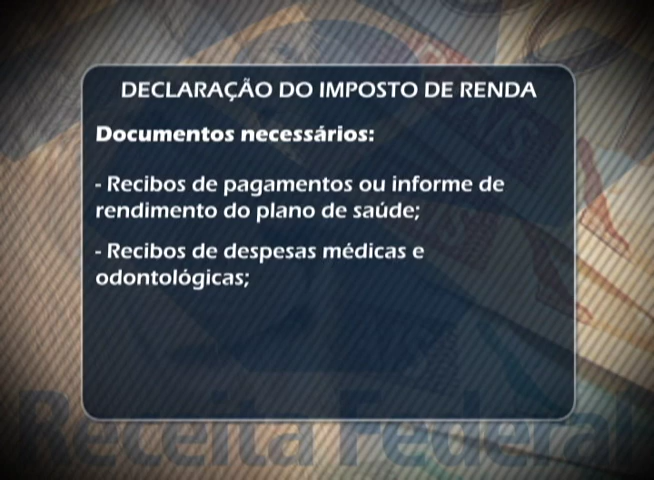 DECLARAÇÃO DO IMPOSTO DE RENDA
Documentos necessários:
- Recibos de pagamentos ou informe de
rendimento do plano de saúde;
- Recibos de despesas médicas e
odontológicas;
Receita Federal